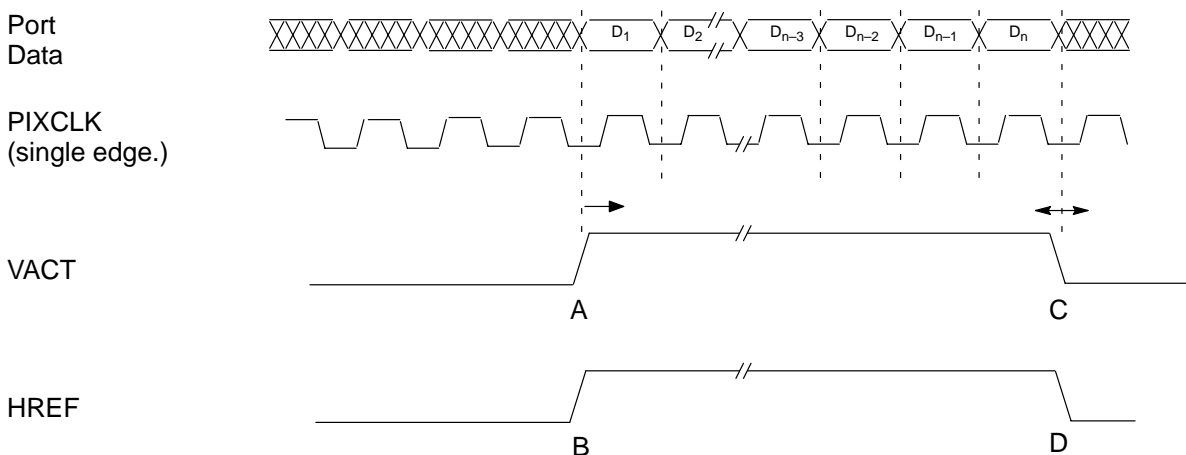 Port
Data
D1 D2 Dn–3 Dn–2 Dn–1 Dn
PIXCLK
(single edge.)
VACT
A C
HREF
B D